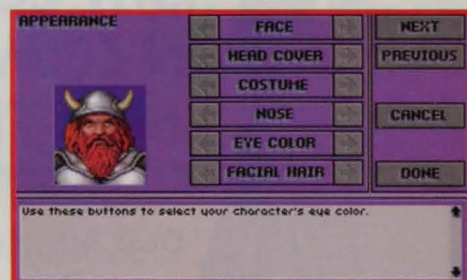 APPEARANCE
FACE
NEXT
HEAD COVER
PREVIOUS
COSTUME
NOSE
CANCEL
EYE COLOR
FACIAL HAIR
DONE
Use these buttons to select your character's eye color.